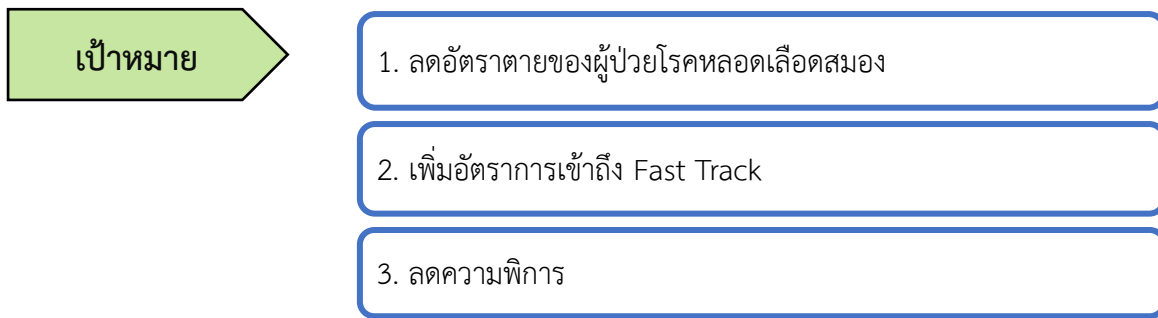 เป้าหมาย
1. ลดอัตราตายของผู้ป่วยโรคหลอดเลือดสมอง
2. เพิ่มอัตราการเข้าถึง Fast Track
3. ลดความพิการ